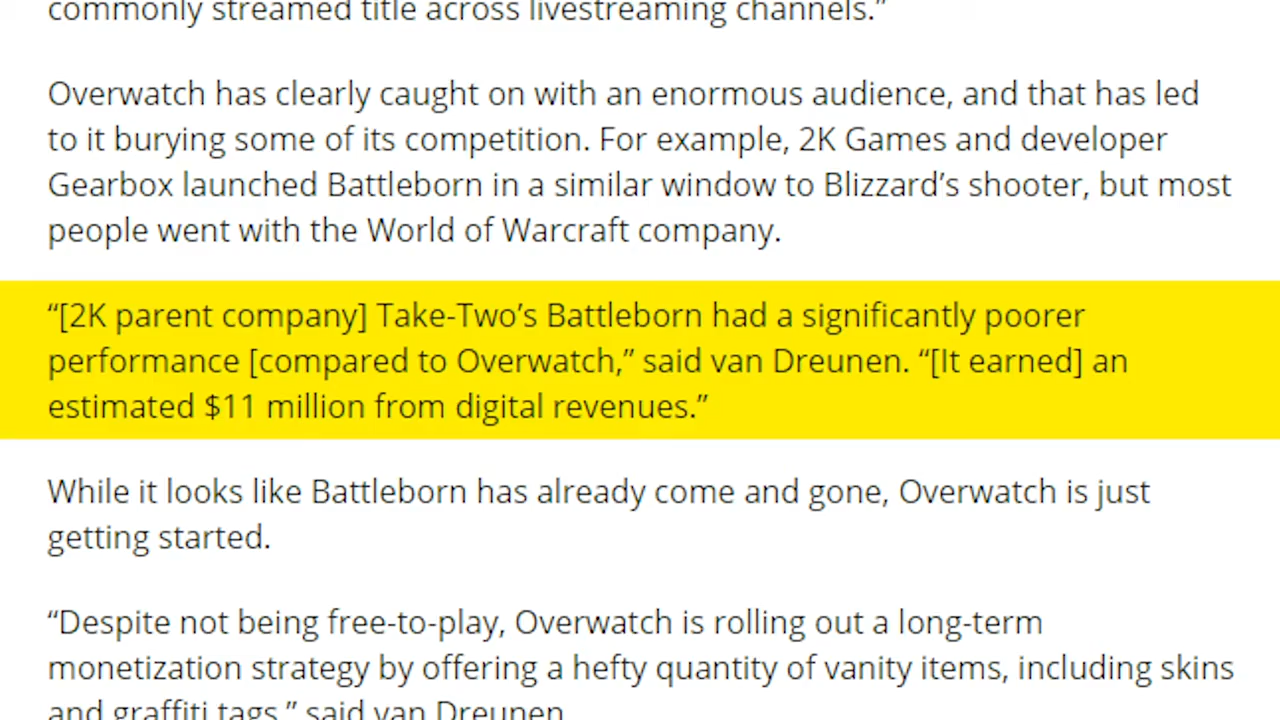 commonly streamed title across livestreaming channels.”
Overwatch has clearly caught on with an enormous audience, and that has led
to it burying some of its competition. For example, 2K Games and developer
Gearbox launched Battleborn in a similar window to Blizzard’s shooter, but most
people went with the World of Warcraft company.
“[2K parent company] Take-Two’s Battleborn had a significantly poorer
performance [compared to Overwatch,” said van Dreunen. “[It earned] an
estimated $11 million from digital revenues.”
While it looks like Battleborn has already come and gone, Overwatch is just
getting started.
“Despite not being free-to-play, Overwatch is rolling out a long-term
monetization strategy by offering a hefty quantity of vanity items, including skins
and graffiti tags,” said van Dreunen.